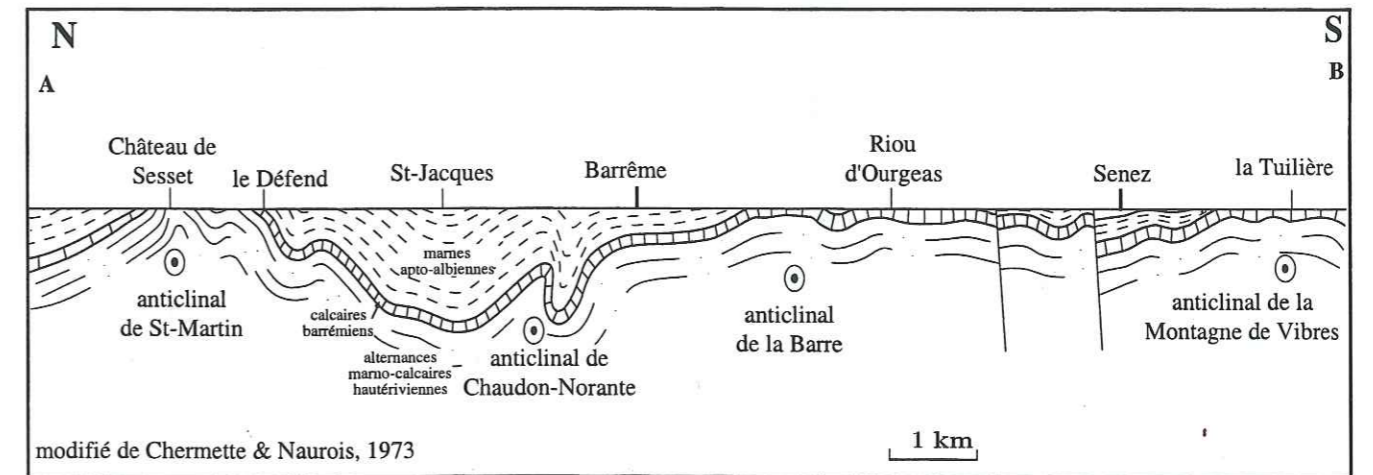 N
S
A
B
Château de
Sesset
le Défend
St-Jacques
Barrême
Riou
d'Ourgeas
Senez
la Tuilière
marnes
apto-albiennes
anticlinal
de St-Martin
calcaires
barrémiens
alternances
marno-calcaires
hautériviennes
anticlinal de
Chaudon-Norante
anticlinal
de la Barre
anticlinal de la
Montagne de Vibres
modifié de Chermette & Naurois, 1973
1 km